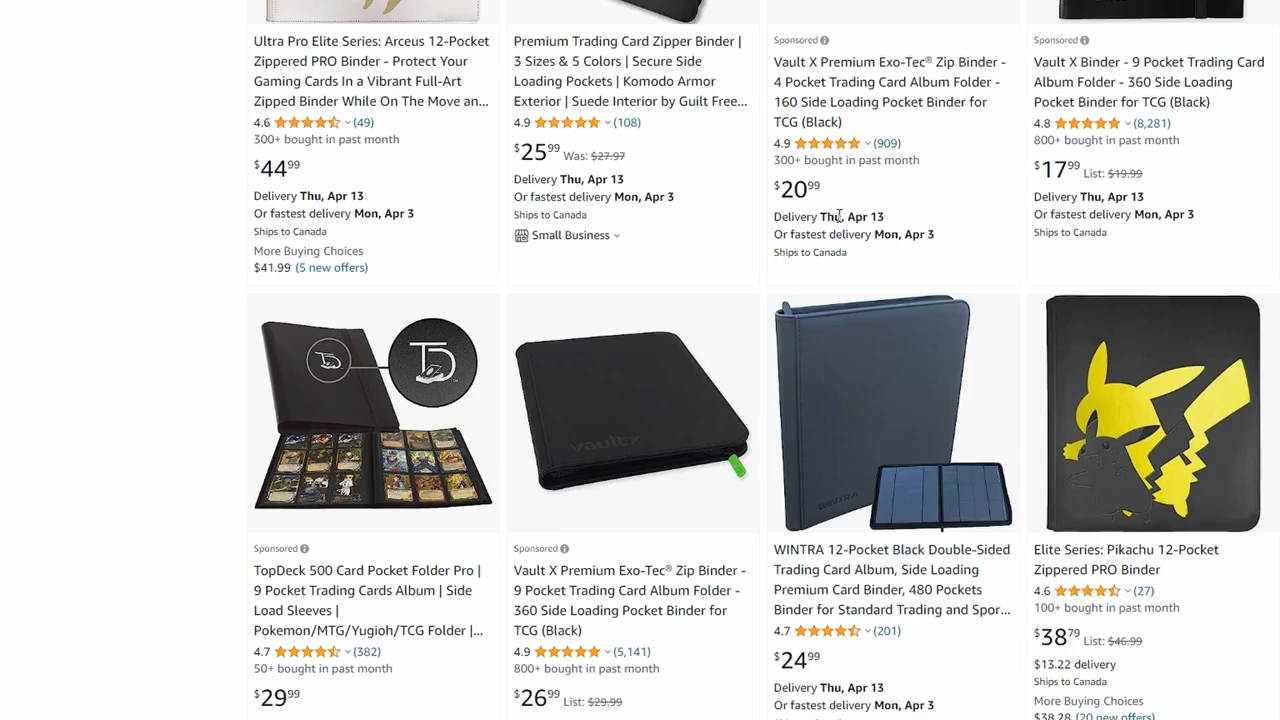 Ultra Pro Elite Series: Arceus 12-Pocket
Zippered PRO Binder - Protect Your
Gaming Cards In a Vibrant Full-Art
Zipped Binder While On The Move an...
4.6 (49)
300+ bought in past month
$44.99
Delivery Thu, Apr 13
Or fastest delivery Mon, Apr 3
Ships to Canada
More Buying Choices
$41.99 (5 new offers)
Premium Trading Card Zipper Binder |
3 Sizes & 5 Colors | Secure Side
Loading Pockets | Komodo Armor
Exterior | Suede Interior by Guilt Free...
4.9 (108)
$25.99 Was: $27.97
Delivery Thu, Apr 13
Or fastest delivery Mon, Apr 3
Ships to Canada
Small Business
Sponsored
Vault X Premium Exo-Tec® Zip Binder -
4 Pocket Trading Card Album Folder -
160 Side Loading Pocket Binder for
TCG (Black)
4.9 (909)
300+ bought in past month
$20.99
Delivery Thu, Apr 13
Or fastest delivery Mon, Apr 3
Ships to Canada
Sponsored
Vault X Binder - 9 Pocket Trading Card
Album Folder - 360 Side Loading
Pocket Binder for TCG (Black)
4.8 (8,281)
800+ bought in past month
$17.99 List: $19.99
Delivery Thu, Apr 13
Or fastest delivery Mon, Apr 3
Ships to Canada
TD
Sponsored
TopDeck 500 Card Pocket Folder Pro |
9 Pocket Trading Cards Album | Side
Load Sleeves |
Pokemon/MTG/Yugioh/TCG Folder |...
4.7 (382)
50+ bought in past month
$29.99
vaultx
Sponsored
Vault X Premium Exo-Tec® Zip Binder -
9 Pocket Trading Card Album Folder -
360 Side Loading Pocket Binder for
TCG (Black)
4.9 (5,141)
800+ bought in past month
$26.99 List: $29.99
WINTRA
WINTRA 12-Pocket Black Double-Sided
Trading Card Album, Side Loading
Premium Card Binder, 480 Pockets
Binder for Standard Trading and Spor...
4.7 (201)
$24.99
Delivery Thu, Apr 13
Or fastest delivery Mon, Apr 3
Elite Series: Pikachu 12-Pocket
Zippered PRO Binder
4.6 (27)
100+ bought in past month
$38.79 List: $46.99
$13.22 delivery
Ships to Canada
More Buying Choices
$38.28 (20 new offers)